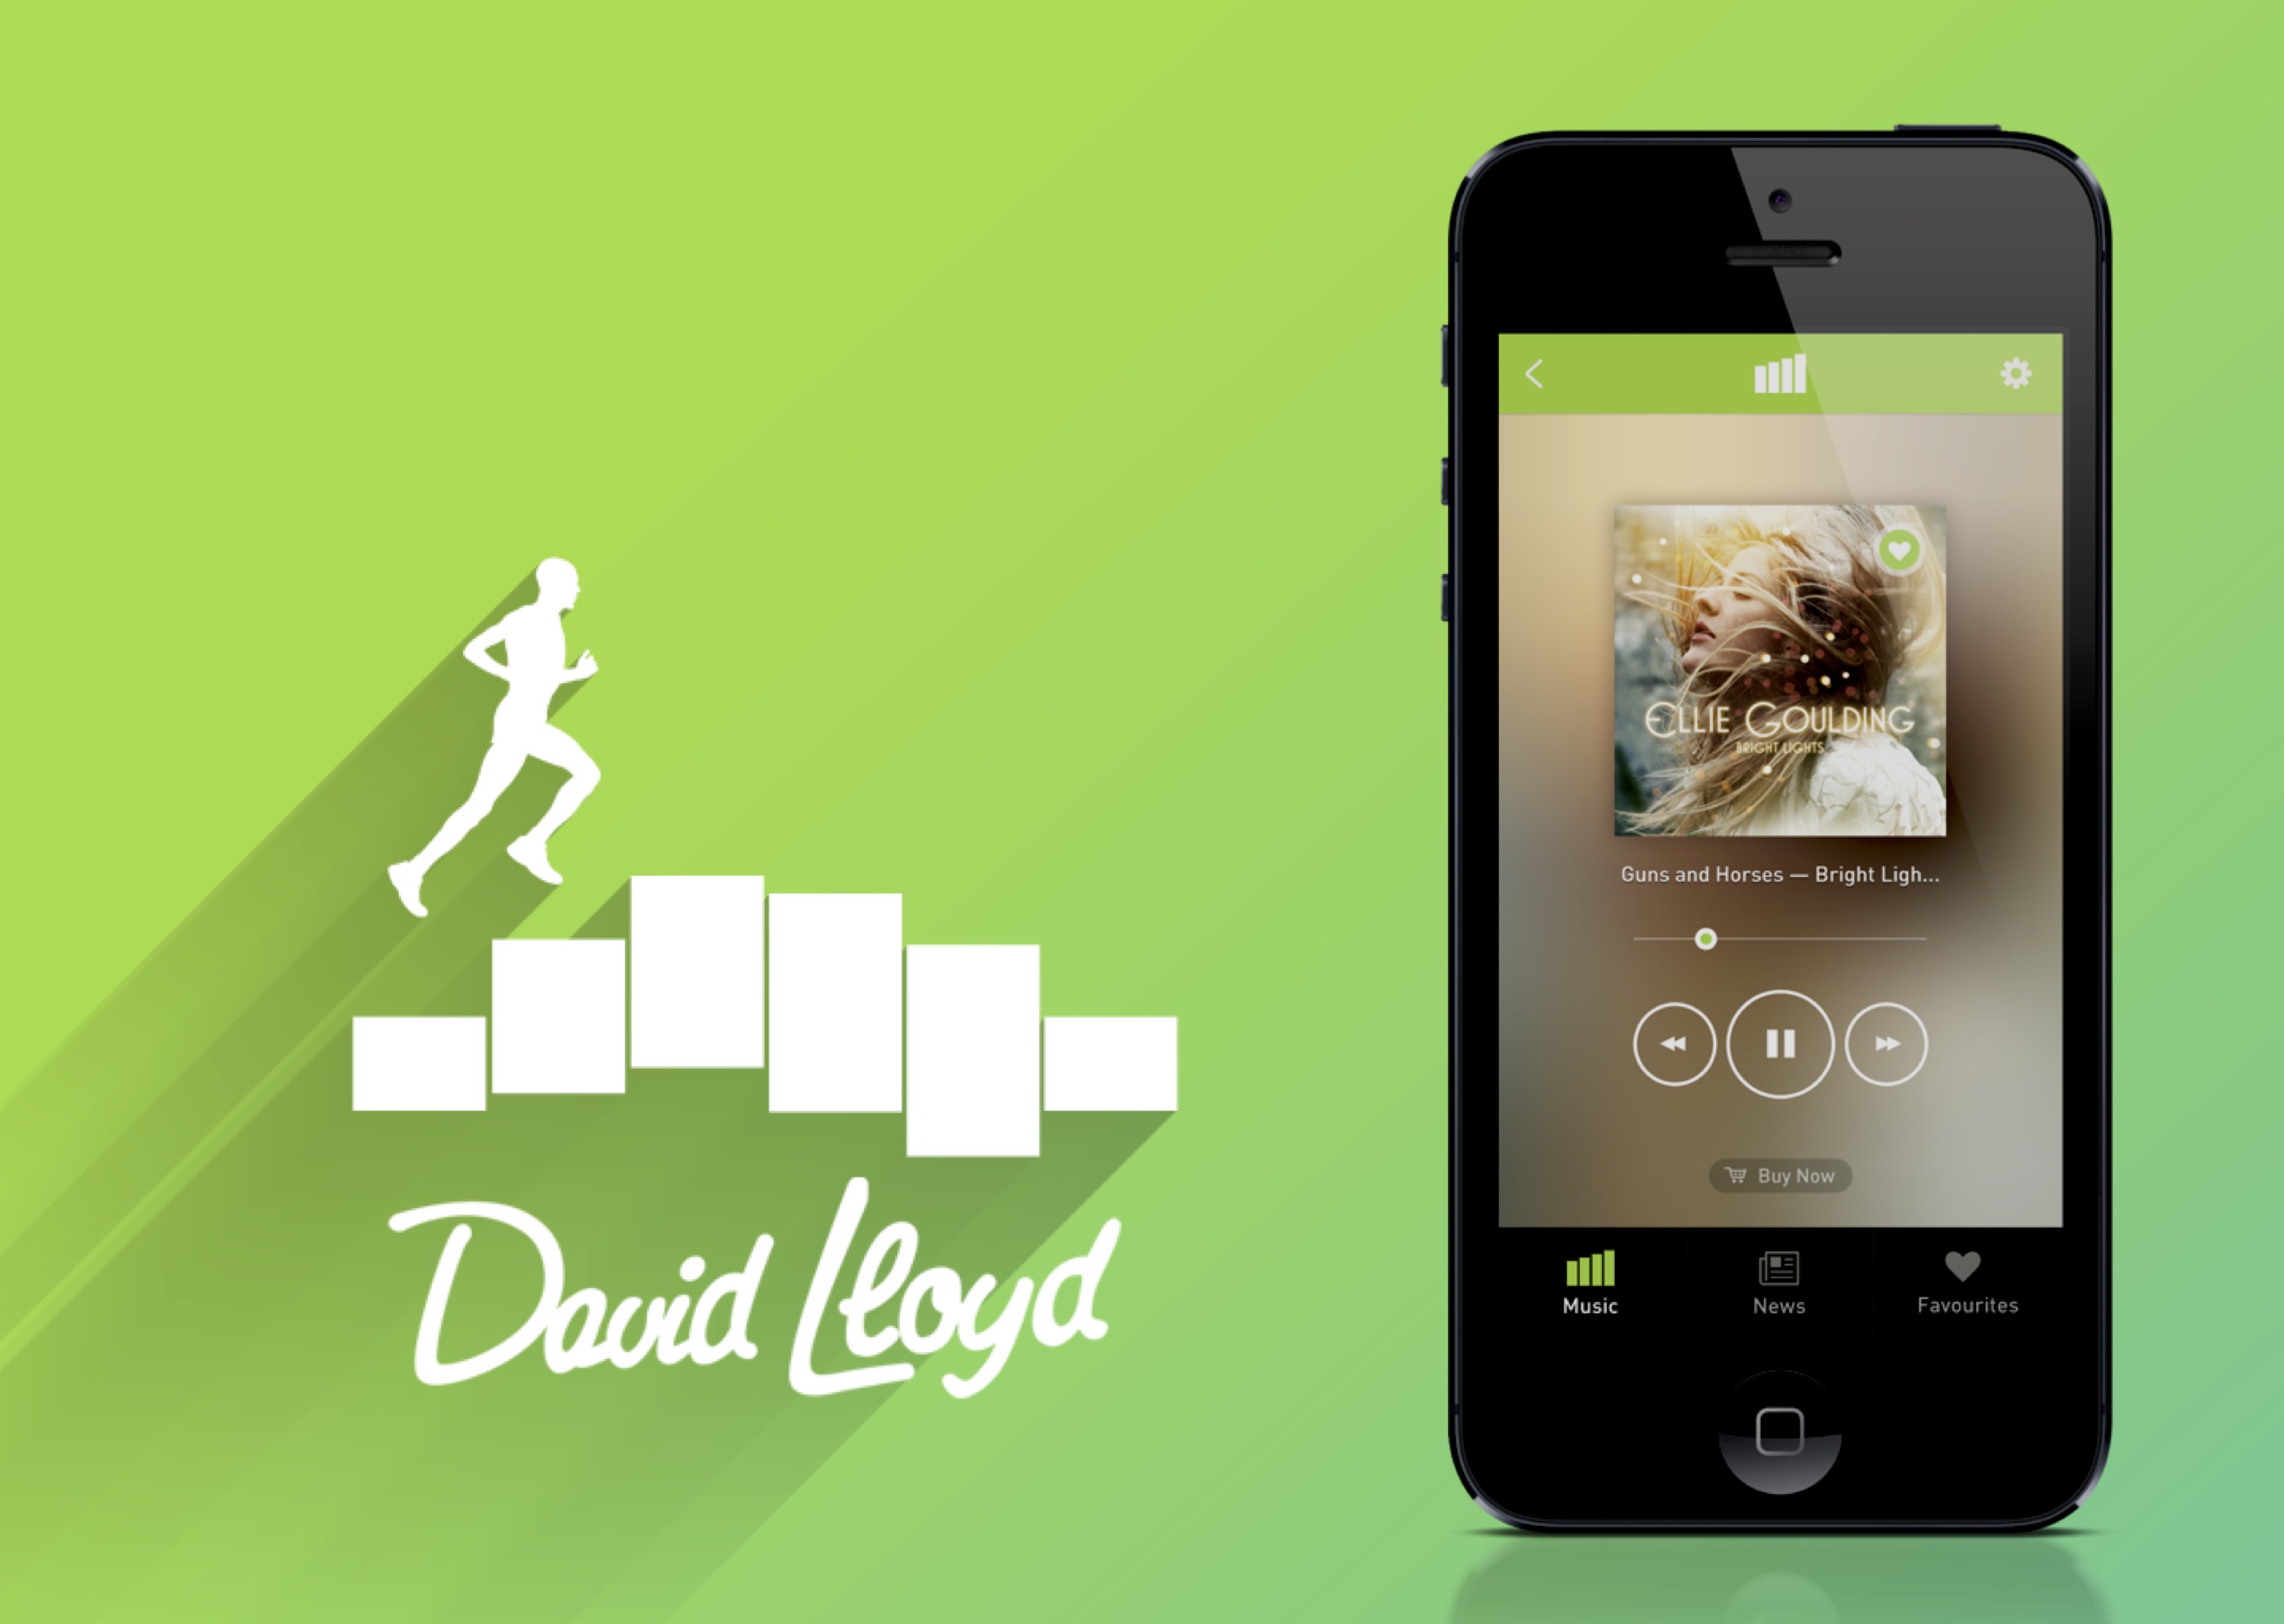 David Lloyd
ELLIE GOULDING
BRIGHT LIGHTS
Guns and Horses — Bright Ligh...
Buy Now
Music
News
Favourites